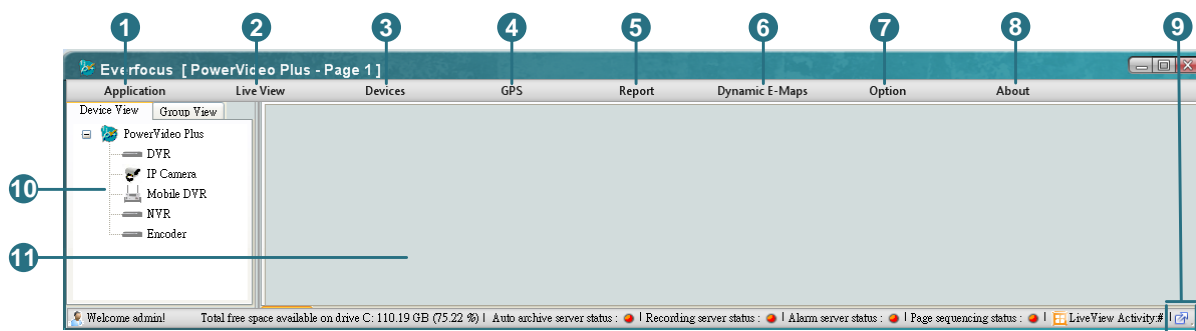 1 2 3 4 5 6 7 8 9
Everfocus [ PowerVideo Plus - Page 1 ]
Application Live View Devices GPS Report Dynamic E-Maps Option About
Device View Group View
PowerVideo Plus
DVR
IP Camera
10
Mobile DVR
NVR
Encoder
11
Welcome admin! Total free space available on drive C: 110.19 GB (75.22 %) | Auto archive server status : | Recording server status : | Alarm server status : | Page sequencing status : | LiveView Activity:# |